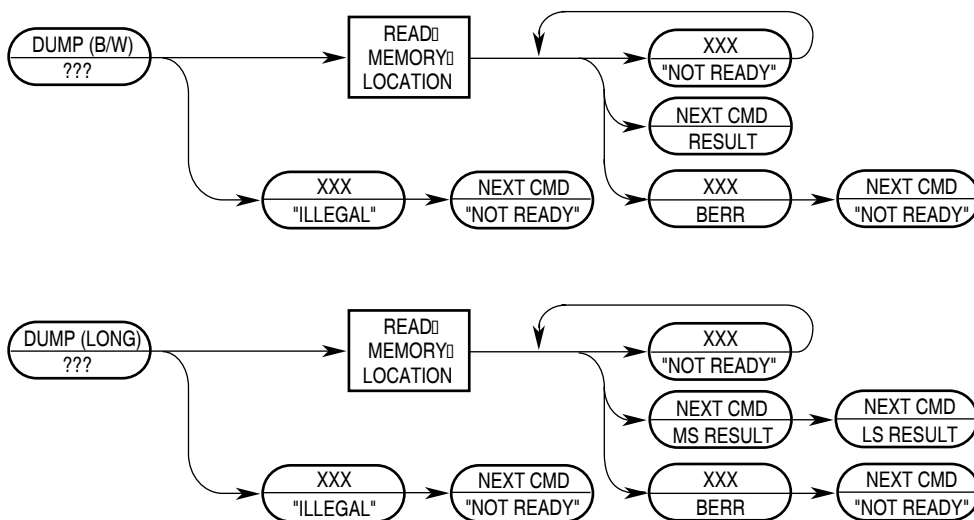 DUMP (B/W)
???
READ
MEMORY
LOCATION
XXX
"NOT READY"
NEXT CMD
RESULT
XXX
"ILLEGAL"
NEXT CMD
"NOT READY"
XXX
BERR
NEXT CMD
"NOT READY"
DUMP (LONG)
???
READ
MEMORY
LOCATION
XXX
"NOT READY"
NEXT CMD
MS RESULT
NEXT CMD
LS RESULT
XXX
"ILLEGAL"
NEXT CMD
"NOT READY"
XXX
BERR
NEXT CMD
"NOT READY"